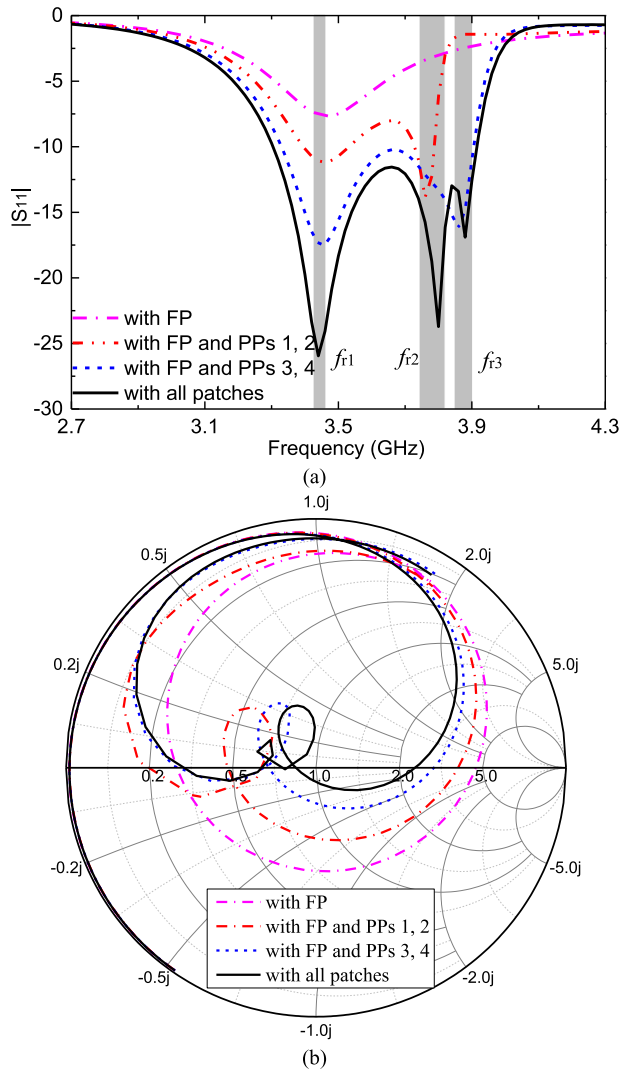 0
-5
-10
-15
-20
-25
-30
|S11|
with FP
with FP and PPs 1, 2
with FP and PPs 3, 4
with all patches
fr1
fr2
fr3
2.7 3.1 3.5 3.9 4.3
Frequency (GHz)
(a)
1.0j
0.5j 2.0j
0.2j 5.0j
0.2 0.5 1.0 2.0 5.0
-0.2j -5.0j
-0.5j -2.0j
-1.0j
with FP
with FP and PPs 1, 2
with FP and PPs 3, 4
with all patches
(b)